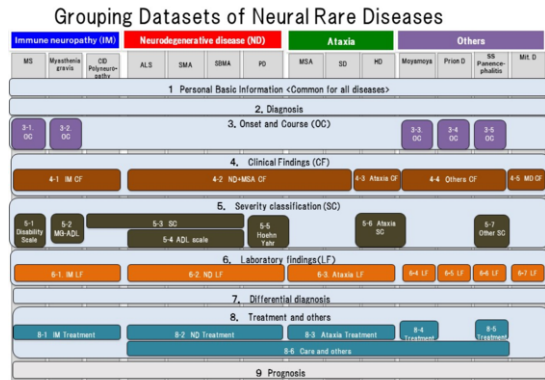 Grouping Datasets of Neural Rare Diseases
Immune neuropathy (IM)
Neurodegenerative disease (ND)
Ataxia
Others
MS
Myasthenia
gravis
CID
Polyneuro-
pathy
ALS
SMA
SBMA
PD
MSA
SD
HD
Moyamoya
Prion D
SS
Panence-
phalitis
Mit. D
1 Personal Basic Information <Common for all diseases>
2. Diagnosis
3. Onset and Course (OC)
3-1.
OC
3-2.
OC
3-3.
OC
3-4
OC
3-5
OC
4. Clinical Findings (CF)
4-1 IM CF
4-2 ND+MSA CF
4-3 Ataxia CF
4-4 Others CF
4-5 MD CF
5. Severity classification (SC)
5-1
Disability
Scale
5-2
MG-ADL
5-3 SC
5-4 ADL scale
5-5
Hoehn
Yahr
5-6 Ataxia
SC
5-7
Other SC
6. Laboratory findings(LF)
6-1. IM LF
6-2. ND LF
6-3. Ataxia LF
6-4 LF
6-5. LF
6-6. LF
6-7 LF
7. Differential diagnosis
8. Treatment and others
8-1 IM Treatment
8-2 ND Treatment
8-3 Ataxia Treatment
8-4
Treatment
8-5
Treatment
8-6 Care and others
9 Prognosis